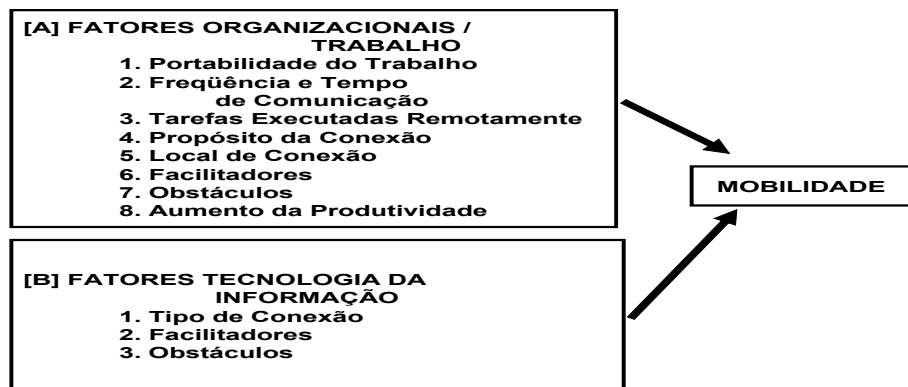 [A] FATORES ORGANIZACIONAIS /
TRABALHO
1. Portabilidade do Trabalho
2. Freqüência e Tempo
de Comunicação
3. Tarefas Executadas Remotamente
4. Propósito da Conexão
5. Local de Conexão
6. Facilitadores
7. Obstáculos
8. Aumento da Produtividade
MOBILIDADE
[B] FATORES TECNOLOGIA DA
INFORMAÇÃO
1. Tipo de Conexão
2. Facilitadores
3. Obstáculos